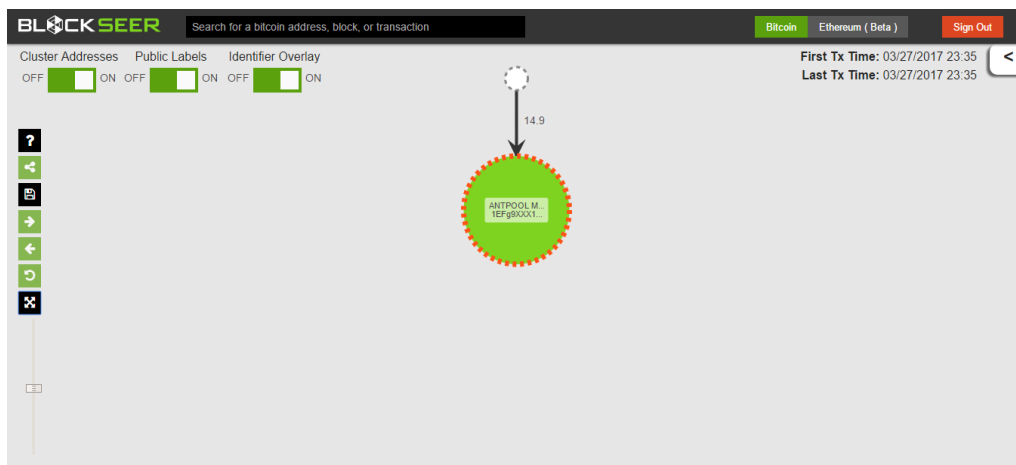 BLOCKSEER
Search for a bitcoin address, block, or transaction
Bitcoin
Ethereum ( Beta )
Sign Out
Cluster Addresses Public Labels Identifier Overlay
OFF ON OFF ON OFF ON
First Tx Time: 03/27/2017 23:35
Last Tx Time: 03/27/2017 23:35
<
14.9
?
ANTPOOL M...
1EFg9XXX1...